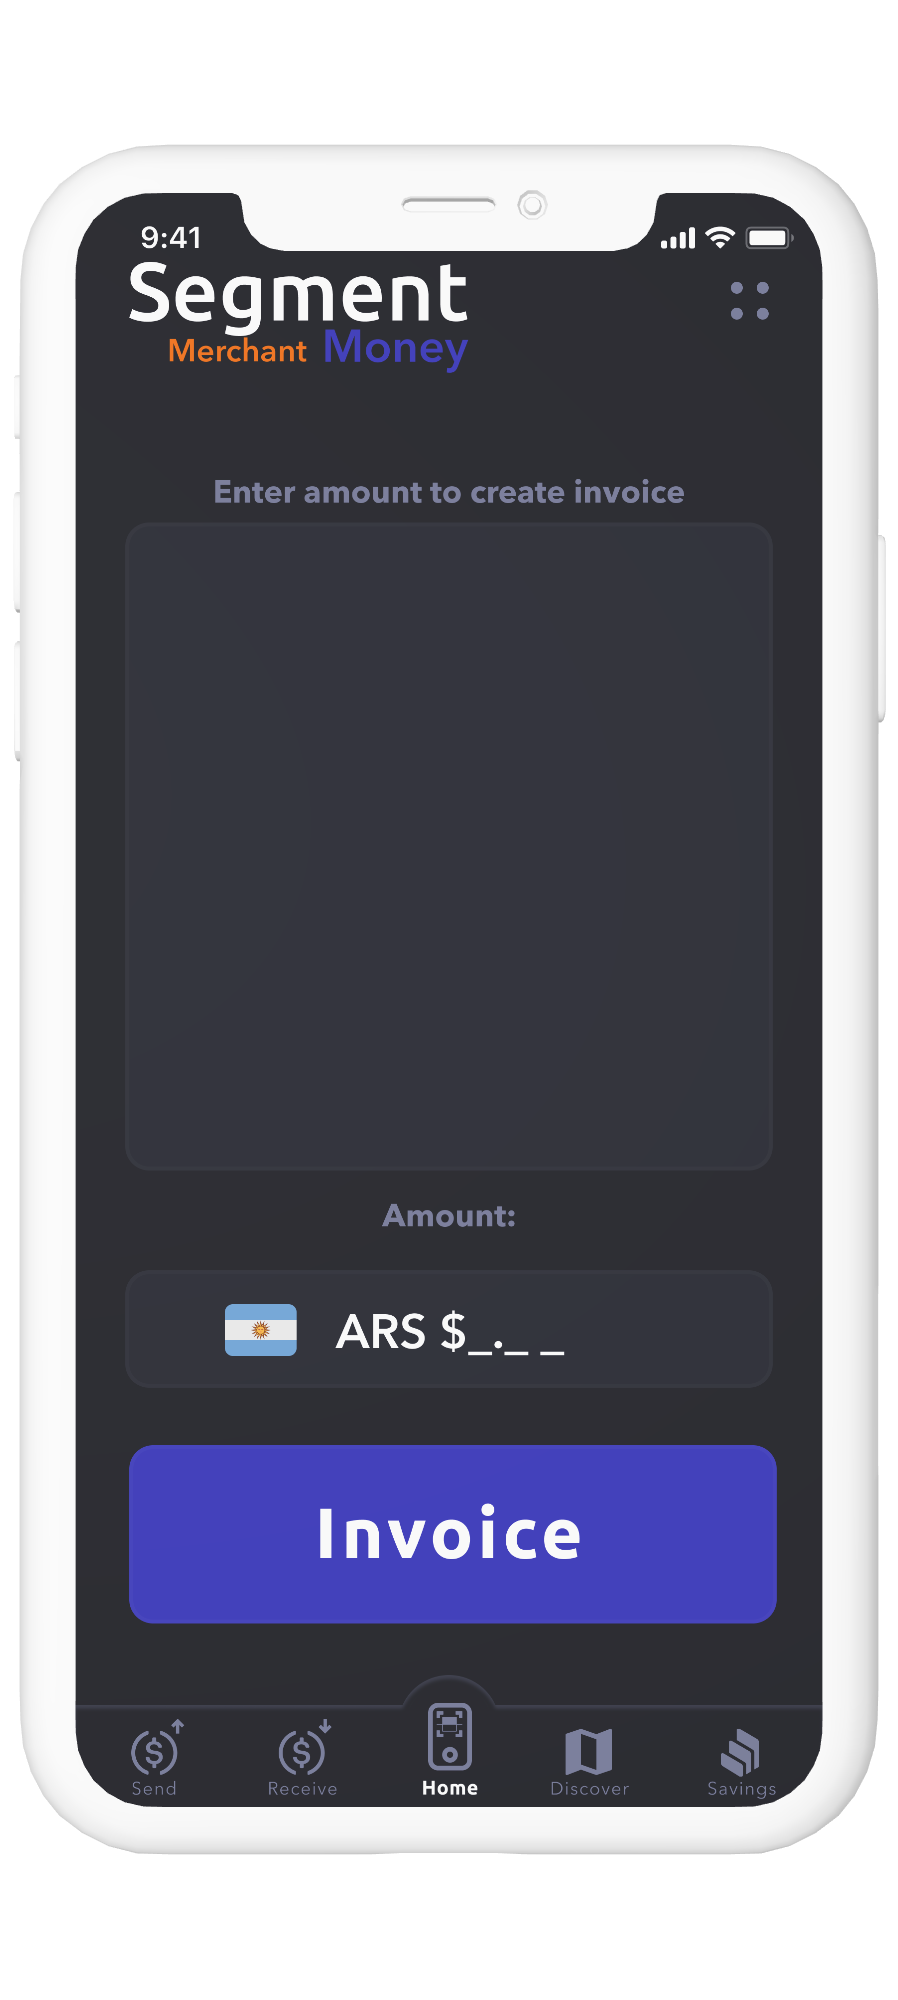 9:41
Segment
Merchant Money
Enter amount to create invoice
Amount:
ARS $_._ _
Invoice
Send Receive Home Discover Savings